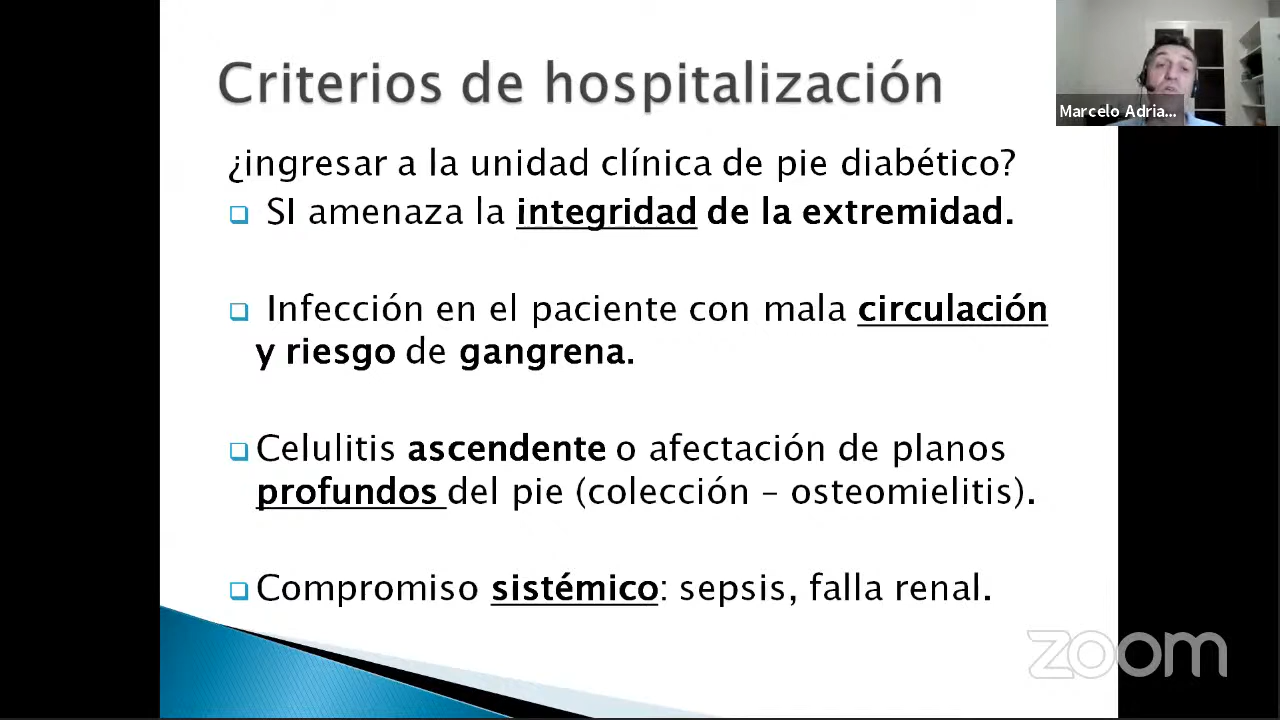 Criterios de hospitalización
Marcelo Adria...
¿ingresar a la unidad clínica de pie diabético?
SI amenaza la integridad de la extremidad.
Infección en el paciente con mala circulación
y riesgo de gangrena.
Celulitis ascendente o afectación de planos
profundos del pie (colección – osteomielitis).
Compromiso sistémico: sepsis, falla renal.
zoom